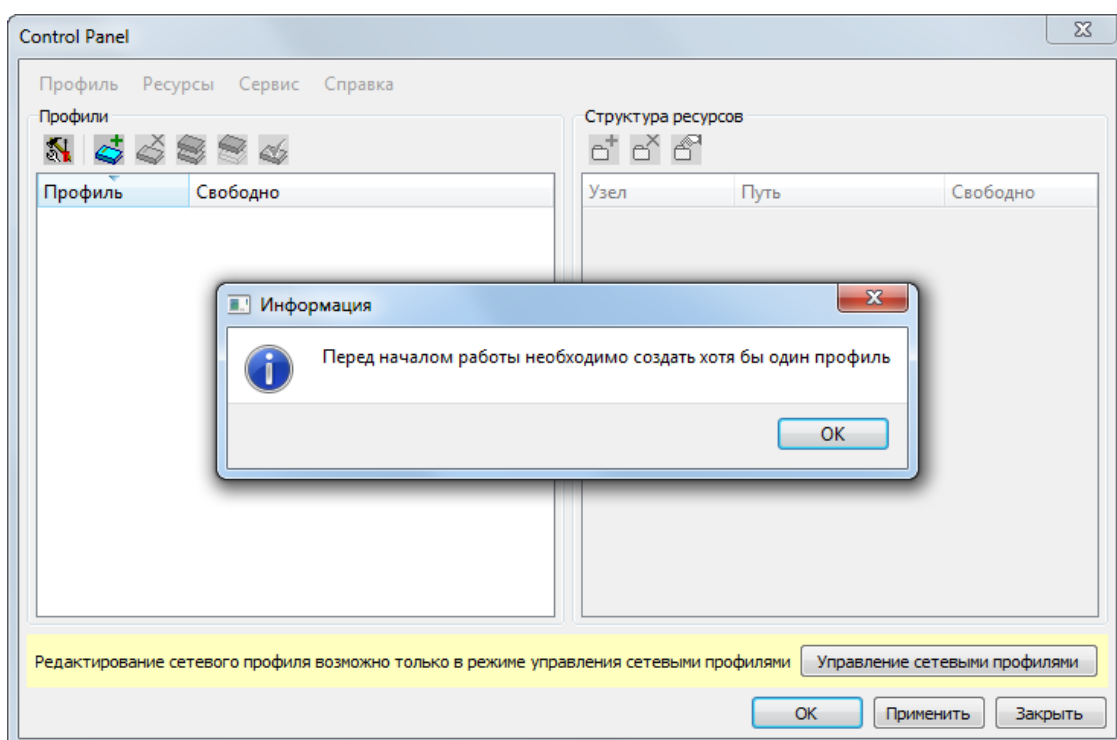 Control Panel
Профиль Ресурсы Сервис Справка
Профили
Структура ресурсов
Профиль Свободно
Узел Путь Свободно
Информация
Перед началом работы необходимо создать хотя бы один профиль
OK
Редактирование сетевого профиля возможно только в режиме управления сетевыми профилями Управление сетевыми профилями
OK Применить Закрыть